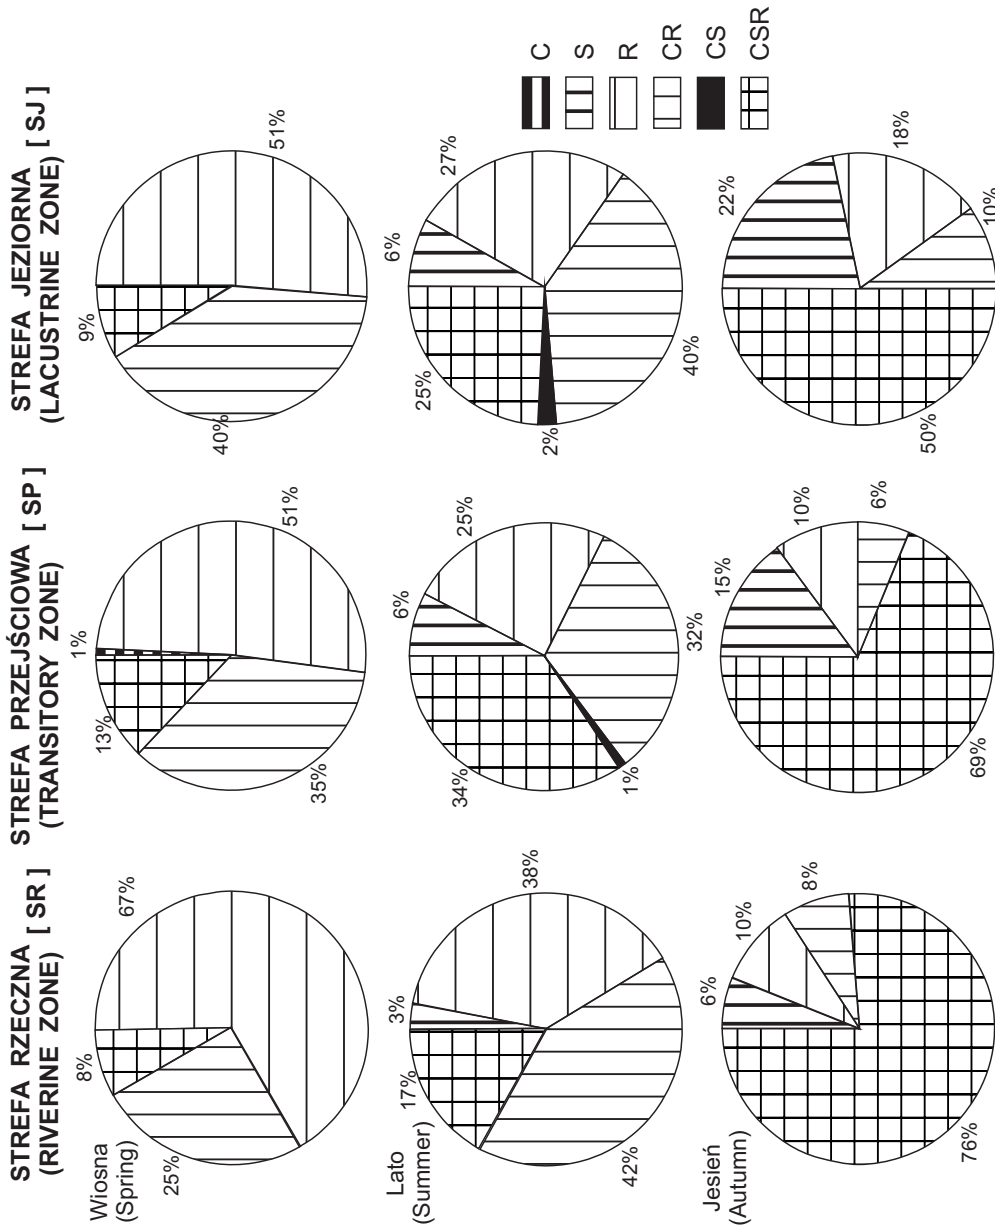 STREFA RZECZNA
(RIVERINE ZONE) [ SR ]
STREFA PRZEJŚCIOWA
(TRANSITORY ZONE) [ SP ]
STREFA JEZIORNA
(LACUSTRINE ZONE) [ SJ ]
Wiosna
(Spring)
8%
67%
25%
13%
1%
51%
35%
9%
51%
40%
Lato
(Summer)
17%
3%
38%
42%
34%
6%
25%
32%
1%
25%
6%
27%
40%
2%
Jesień
(Autumn)
6%
10%
8%
76%
15%
10%
6%
69%
22%
18%
10%
50%
C
S
R
CR
CS
CSR